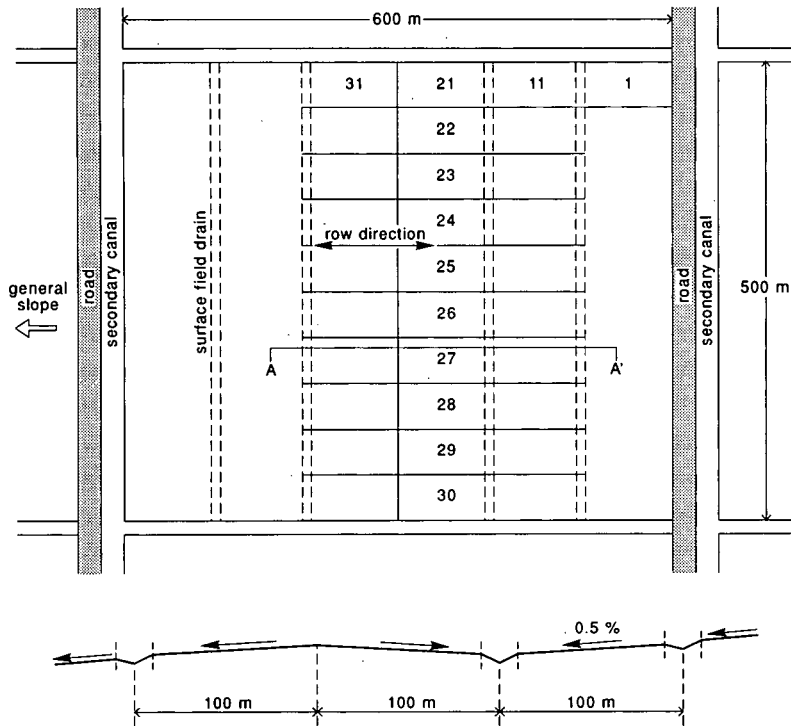 600 m
31 21 11 1
22
23
24
row direction
25
26
27
28
29
30
A A'
general
slope
road
secondary canal
surface field drain
road
secondary canal
500 m
0.5 %
100 m 100 m 100 m